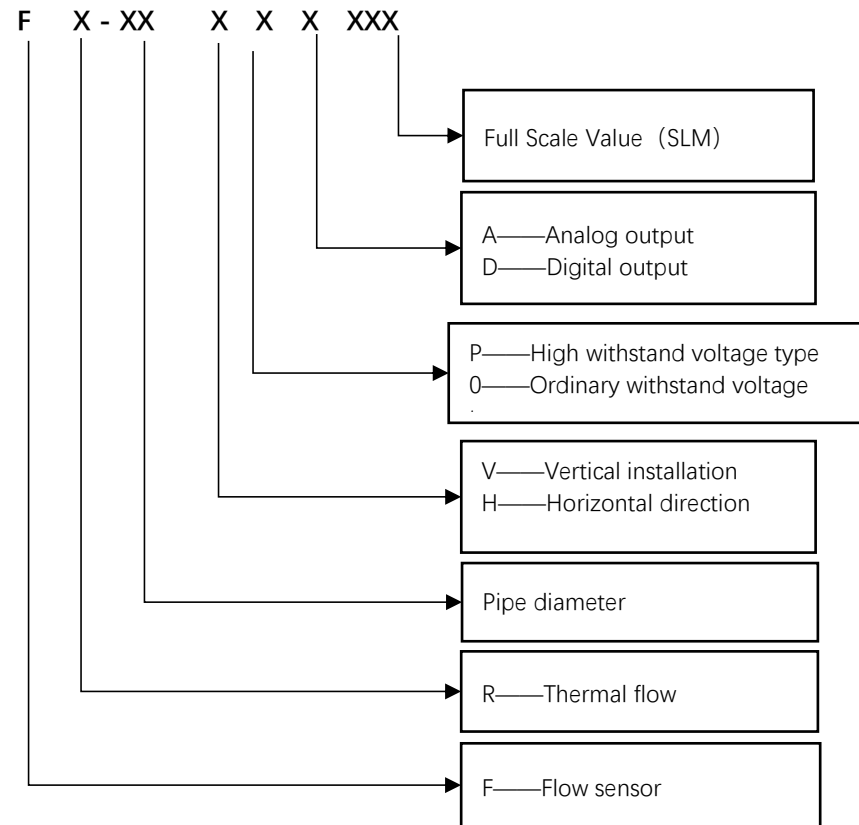 F X - XX X X X XXX
Full Scale Value（SLM）
A——Analog output
D——Digital output
P——High withstand voltage type
0——Ordinary withstand voltage
V——Vertical installation
H——Horizontal direction
Pipe diameter
R——Thermal flow
F——Flow sensor